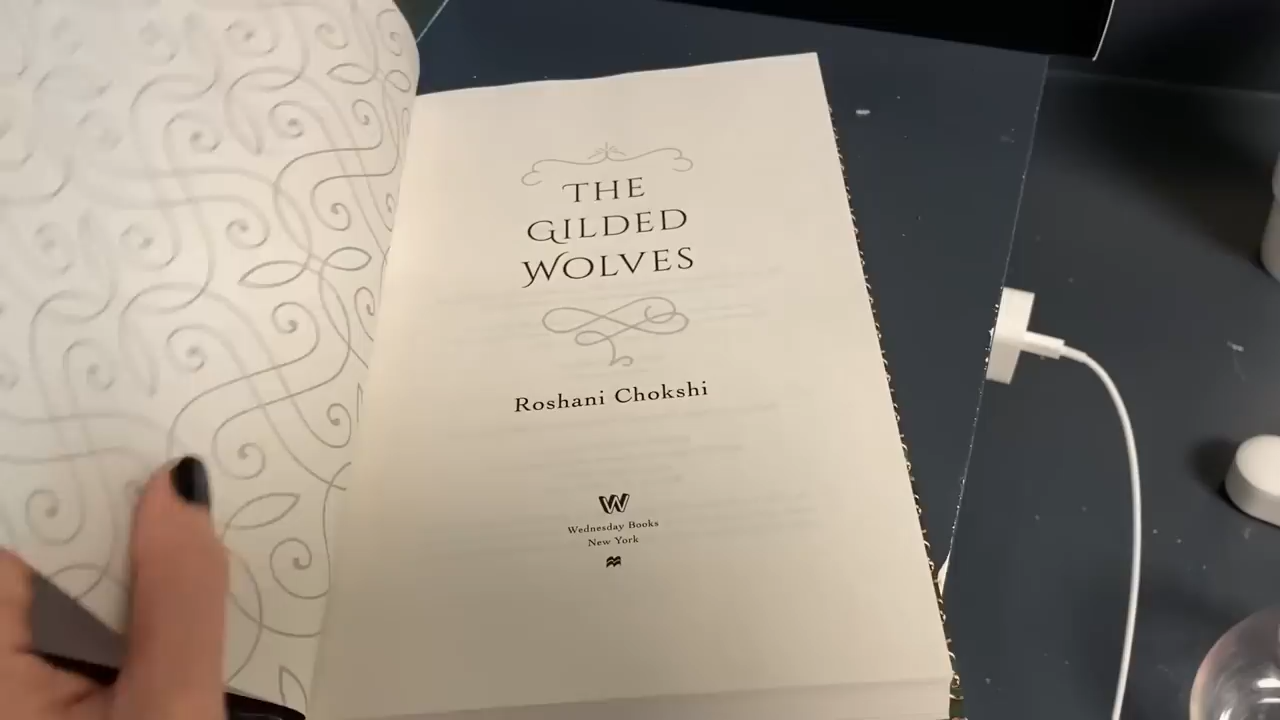 THE
GILDED
WOLVES
Roshani Chokshi
W
Wednesday Books
New York